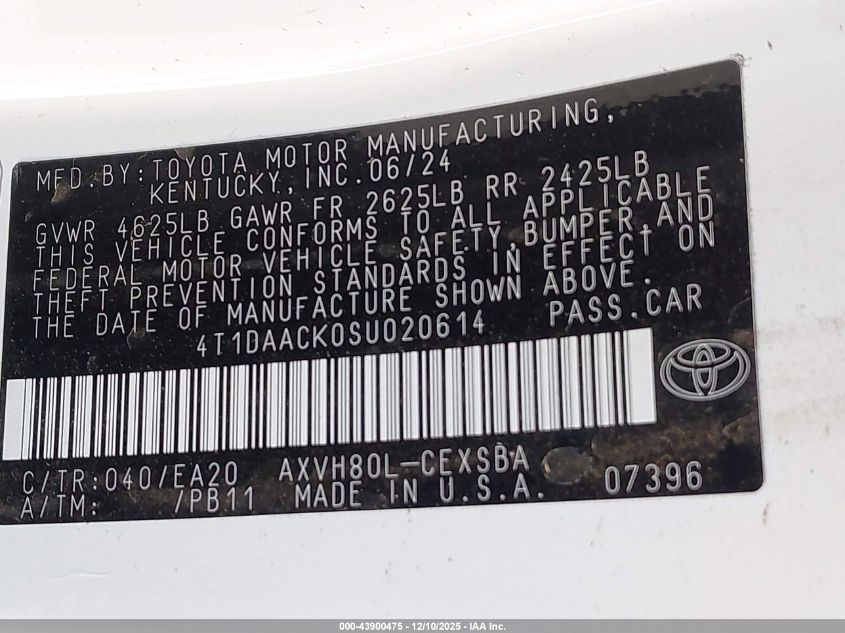 MFD.BY:TOYOTA MOTOR MANUFACTURING,
KENTUCKY, INC. 06/24
GVWR 4625LB GAWR FR 2625LB RR 2425LB
THIS VEHICLE CONFORMS TO ALL APPLICABLE
FEDERAL MOTOR VEHICLE SAFETY, BUMPER, AND
THEFT PREVENTION STANDARDS IN EFFECT ON
THE DATE OF MANUFACTURE SHOWN ABOVE.
4T1DAACK0SU020614 PASS.CAR
C/TR:040/EA20 AXVH80L-CEXSBA
A/TM: /PB11 MADE IN U.S.A. 07396
000-43900475 - 12/10/2025 - IAA Inc.